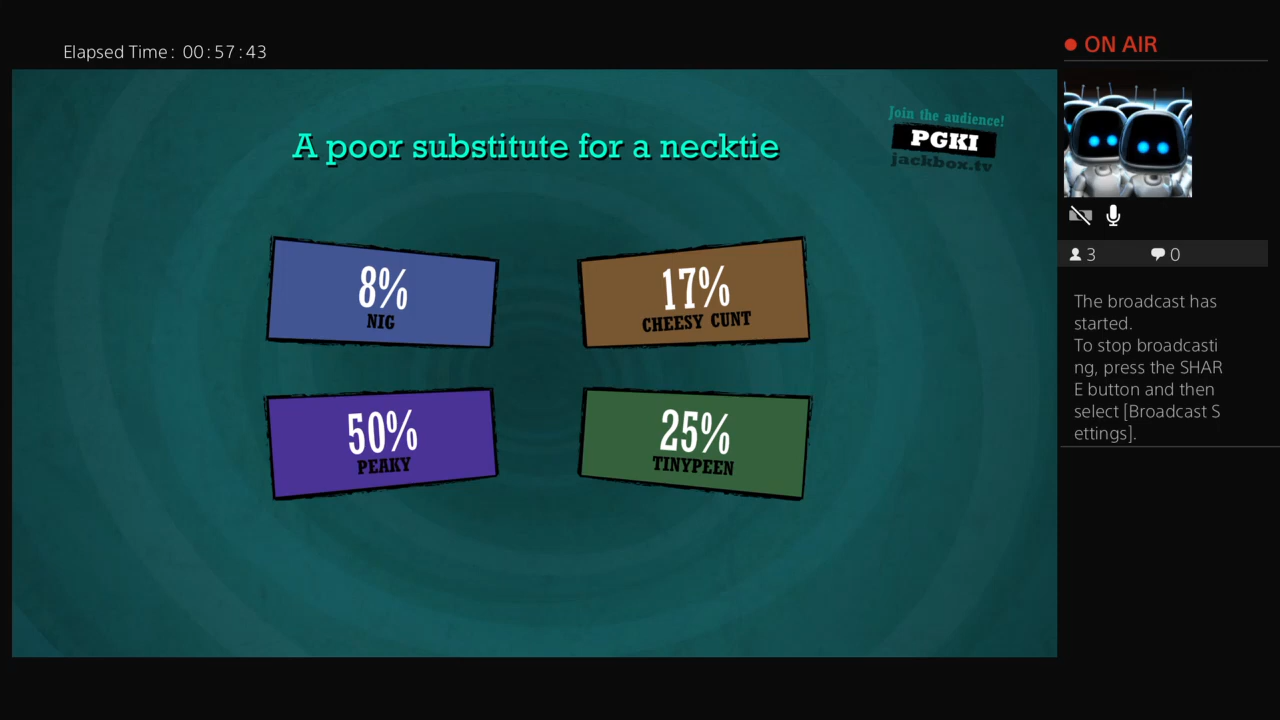 Elapsed Time: 00:57:43
ON AIR
A poor substitute for a necktie
Join the audience!
PGKI
jackbox.tv
8%
NIG
17%
CHEESY CUNT
50%
PEAKY
25%
TINYPEEN
3
0
The broadcast has
started.
To stop broadcasti
ng, press the SHAR
E button and then
select [Broadcast S
ettings].